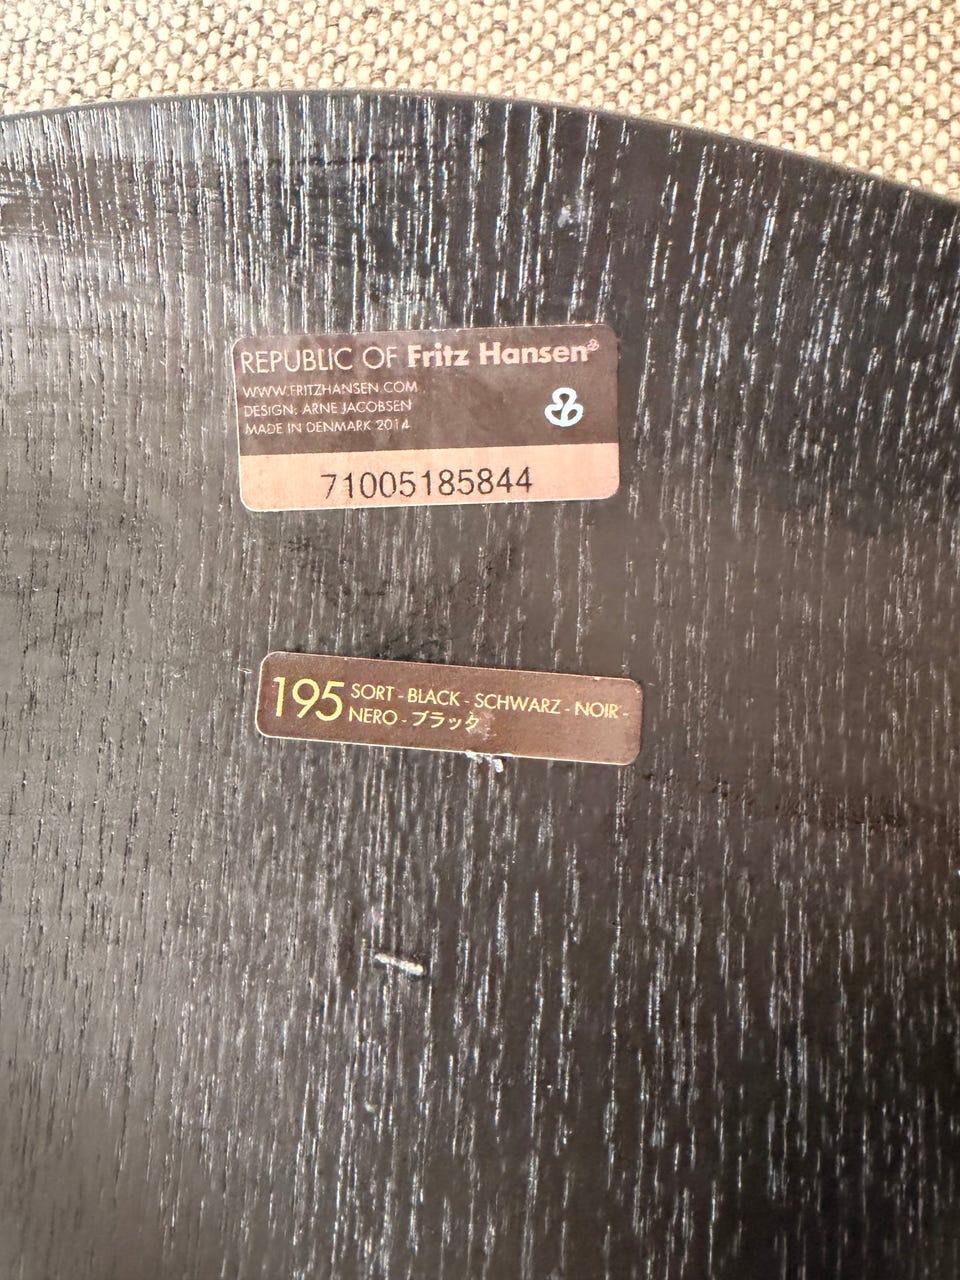 REPUBLIC OF Fritz Hansen
WWW.FRITZHANSEN.COM
DESIGN: ARNE JACOBSEN
MADE IN DENMARK 2014
71005185844
195 SORT - BLACK - SCHWARZ - NOIR -
NERO - ブラック